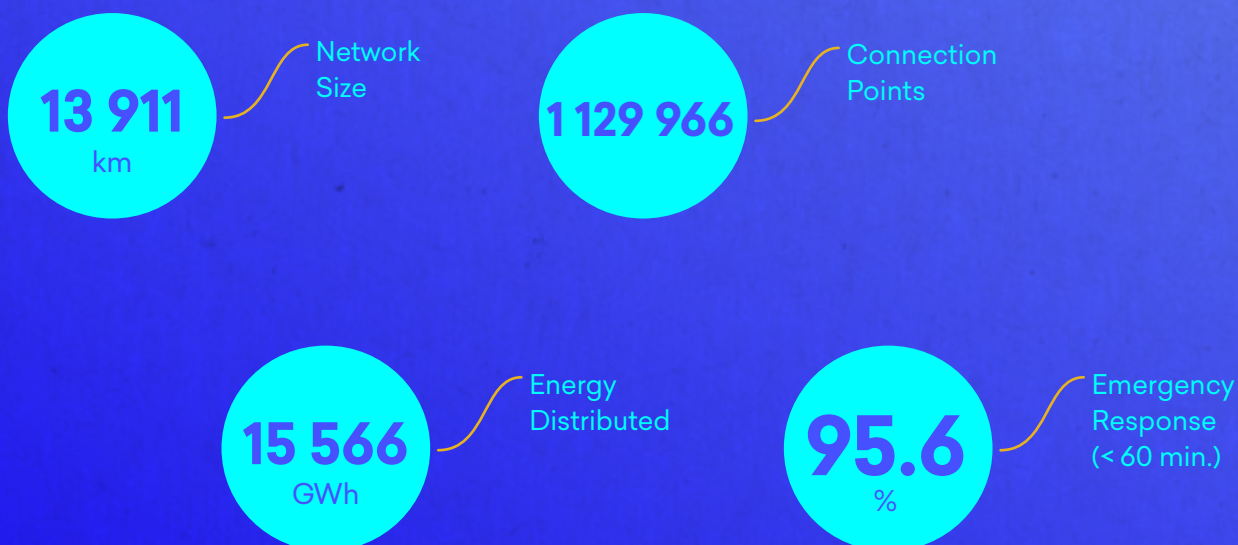 13 911
km
Network
Size
1 129 966
Connection
Points
15 566
GWh
Energy
Distributed
95.6
%
Emergency
Response
(< 60 min.)